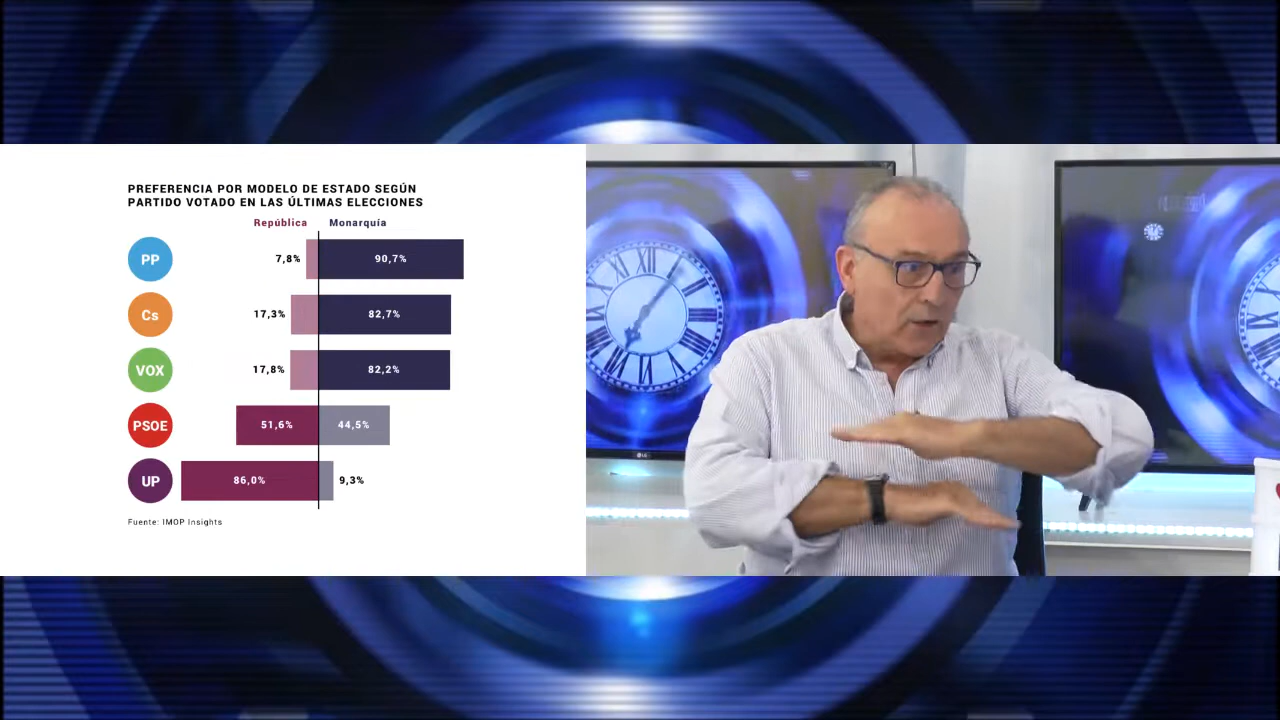 PREFERENCIA POR MODELO DE ESTADO SEGÚN
PARTIDO VOTADO EN LAS ÚLTIMAS ELECCIONES
República Monarquía
PP 7,8% 90,7%
Cs 17,3% 82,7%
VOX 17,8% 82,2%
PSOE 51,6% 44,5%
UP 86,0% 9,3%
Fuente: IMOP Insights
LG